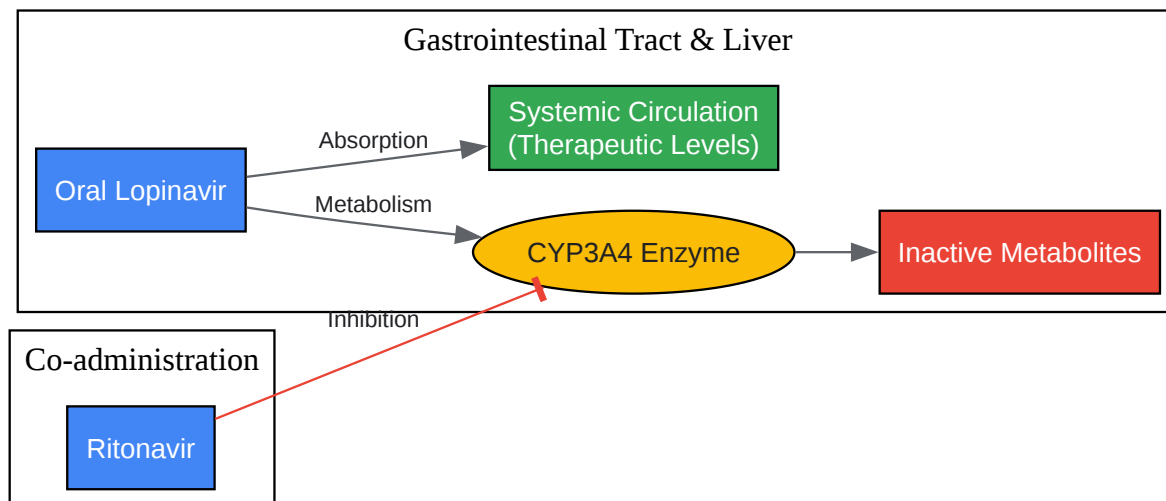 Gastrointestinal Tract & Liver
Systemic Circulation
(Therapeutic Levels)
Absorption
Oral Lopinavir
Metabolism
CYP3A4 Enzyme
Inactive Metabolites
Inhibition
Co-administration
Ritonavir